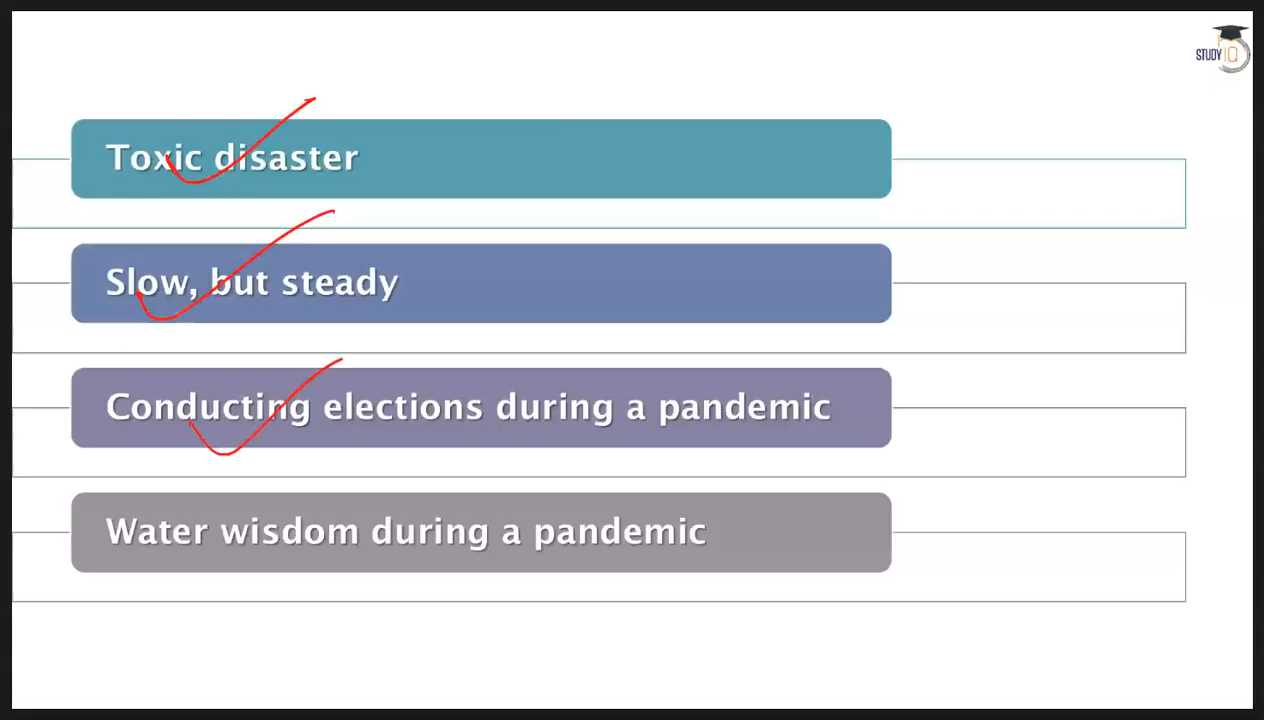 STUDY IQ
Toxic disaster
Slow, but steady
Conducting elections during a pandemic
Water wisdom during a pandemic